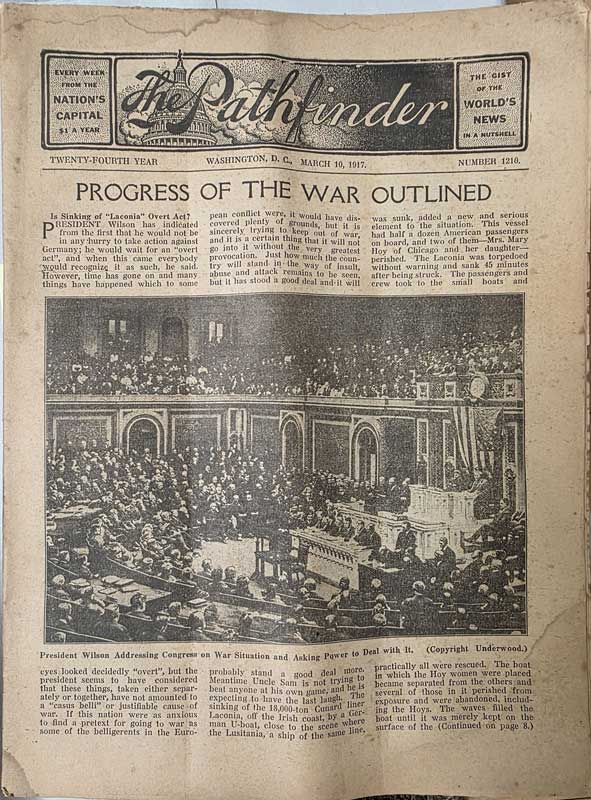 EVERY WEEK
FROM THE
NATION'S
CAPITAL
$1 A YEAR
The Pathfinder
THE GIST
OF THE
WORLD'S
NEWS
IN A NUTSHELL
TWENTY-FOURTH YEAR WASHINGTON, D. C., MARCH 10, 1917. NUMBER 1210.
PROGRESS OF THE WAR OUTLINED
Is Sinking of "Laconia" Overt Act?
PRESIDENT Wilson has indicated
from the first that he would not be
in any hurry to take action against
Germany; he would wait for an "overt
act", and when this came everybody
would recognize it as such, he said.
However, time has gone on and many
things have happened which to some
pean conflict were, it would have dis-
covered plenty of grounds, but it is
sincerely trying to keep out of war,
and it is a certain thing that it will not
go into it without the very greatest
provocation. Just how much the coun-
try will stand in the way of insult,
abuse and attack remains to be seen,
but it has stood a good deal and it will
was sunk, added a new and serious
element to the situation. This vessel
had half a dozen American passengers
on board, and two of them—Mrs. Mary
Hoy of Chicago and her daughter—
perished. The Laconia was torpedoed
without warning and sank 45 minutes
after being struck. The passengers and
crew took to the small boats and
President Wilson Addressing Congress on War Situation and Asking Power to Deal with It. (Copyright Underwood.)
eyes looked decidedly "overt", but the
president seems to have considered
that these things, taken either sepa-
rately or together, have not amounted to
a "casus belli" or justifiable cause of
war. If this nation were as anxious
to find a pretext for going to war as
some of the belligerents in the Euro-
probably stand a good deal more.
Meantime Uncle Sam is not trying to
beat anyone at his own game, and he is
expecting to have the last laugh. The
sinking of the 18,000-ton Cunard liner
Laconia, off the Irish coast, by a Ger-
man U-boat, close to the scene where
the Lusitania, a ship of the same line,
practically all were rescued. The boat
in which the Hoy women were placed
became separated from the others and
several of those in it perished from
exposure and were abandoned, includ-
ing the Hoys. The waves filled the
boat until it was merely kept on the
surface of the (Continued on page 8.)